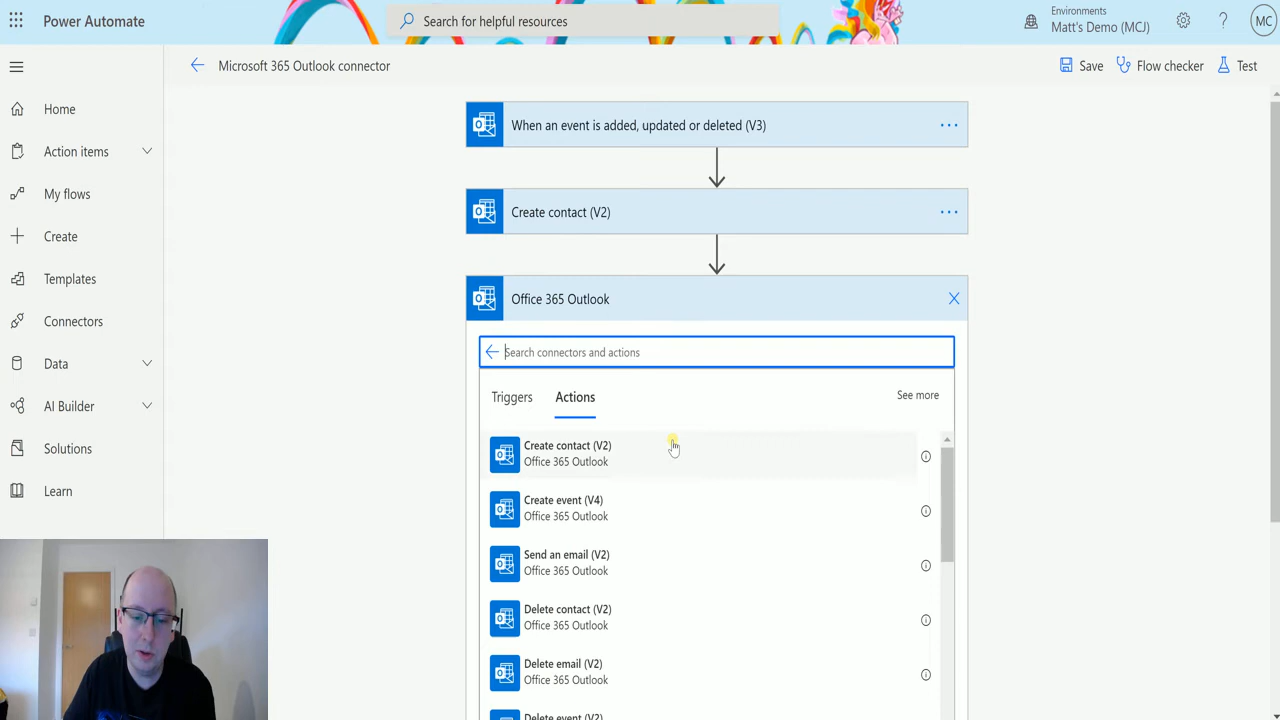 Power Automate
Search for helpful resources
Environments
Matt's Demo (MCJ)
?
MC
Microsoft 365 Outlook connector
Save
Flow checker
Test
Home
Action items
My flows
Create
Templates
Connectors
Data
AI Builder
Solutions
Learn
When an event is added, updated or deleted (V3)
...
Create contact (V2)
...
Office 365 Outlook
Search connectors and actions
Triggers
Actions
See more
Create contact (V2)
Office 365 Outlook
Create event (V4)
Office 365 Outlook
Send an email (V2)
Office 365 Outlook
Delete contact (V2)
Office 365 Outlook
Delete email (V2)
Office 365 Outlook
Delete event (V2)